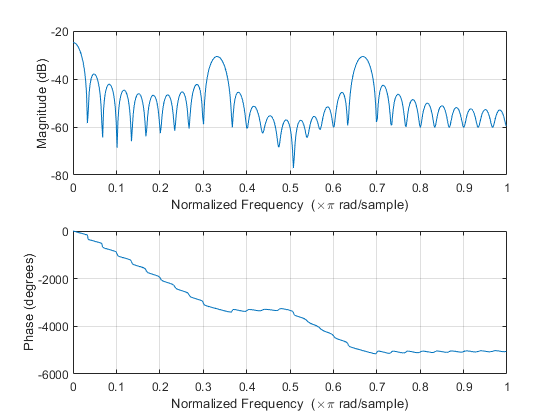 -20
-40
-60
-80
Magnitude (dB)
0 0.1 0.2 0.3 0.4 0.5 0.6 0.7 0.8 0.9 1
Normalized Frequency (×π rad/sample)
0
-2000
-4000
-6000
Phase (degrees)
0 0.1 0.2 0.3 0.4 0.5 0.6 0.7 0.8 0.9 1
Normalized Frequency (×π rad/sample)